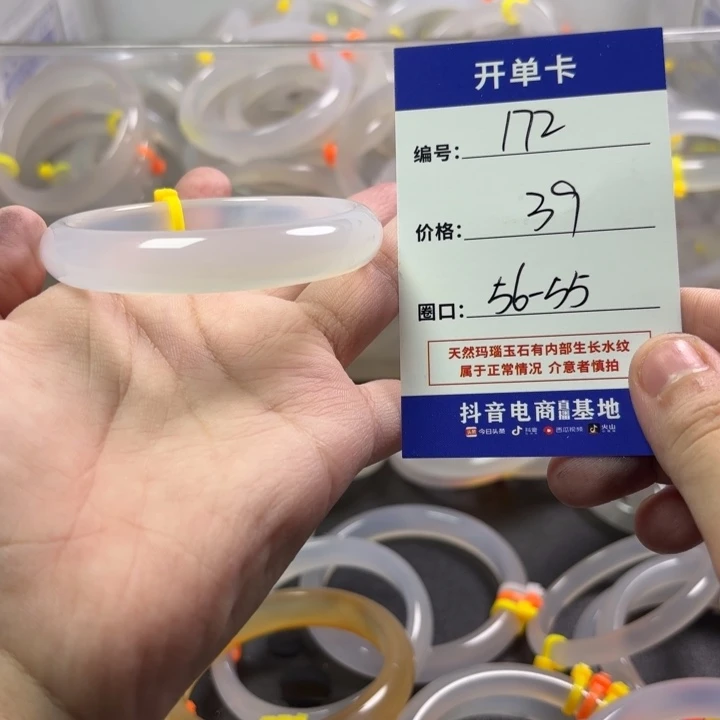 开单卡
编号: 172
价格: 39
圈口: 56-55
天然玛瑙玉石有内部生长水纹
属于正常情况 介意者慎拍
抖音电商直播基地
今日头条 抖音 西瓜视频 火山